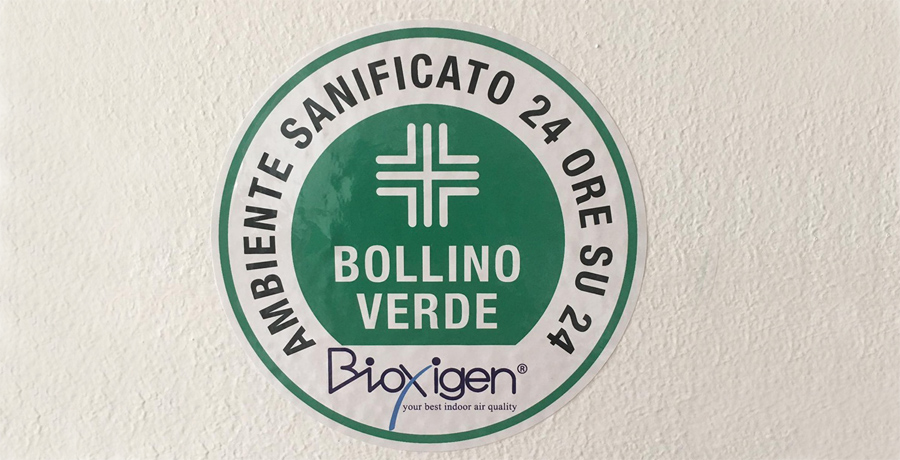 AMBIENTE SANIFICATO 24 ORE SU 24
BOLLINO
VERDE
Bioxigen®
your best indoor air quality